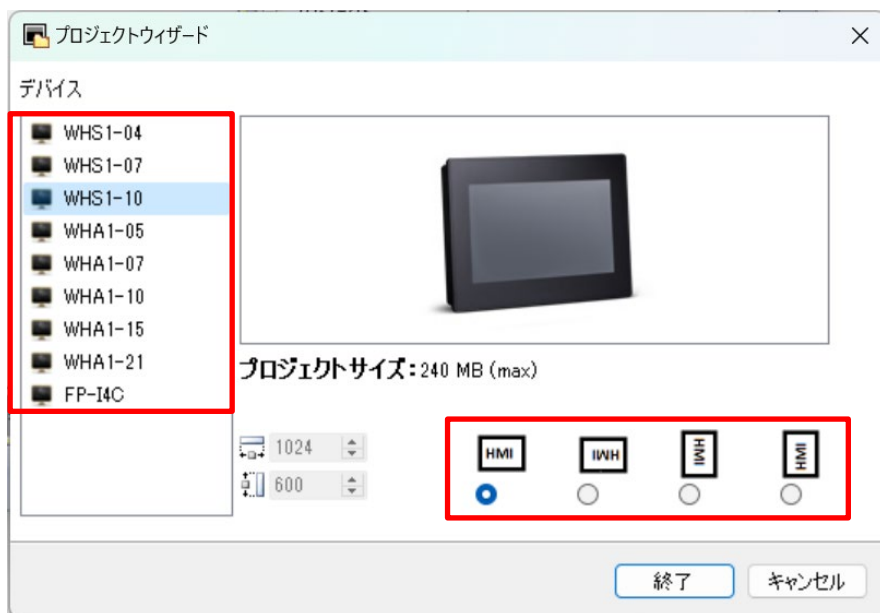 プロジェクトウィザード
デバイス
WHS1-04
WHS1-07
WHS1-10
WHA1-05
WHA1-07
WHA1-10
WHA1-15
WHA1-21
FP-I4C
プロジェクトサイズ:240 MB (max)
1024
600
HMI HMI HMI HMI
終了 キャンセル